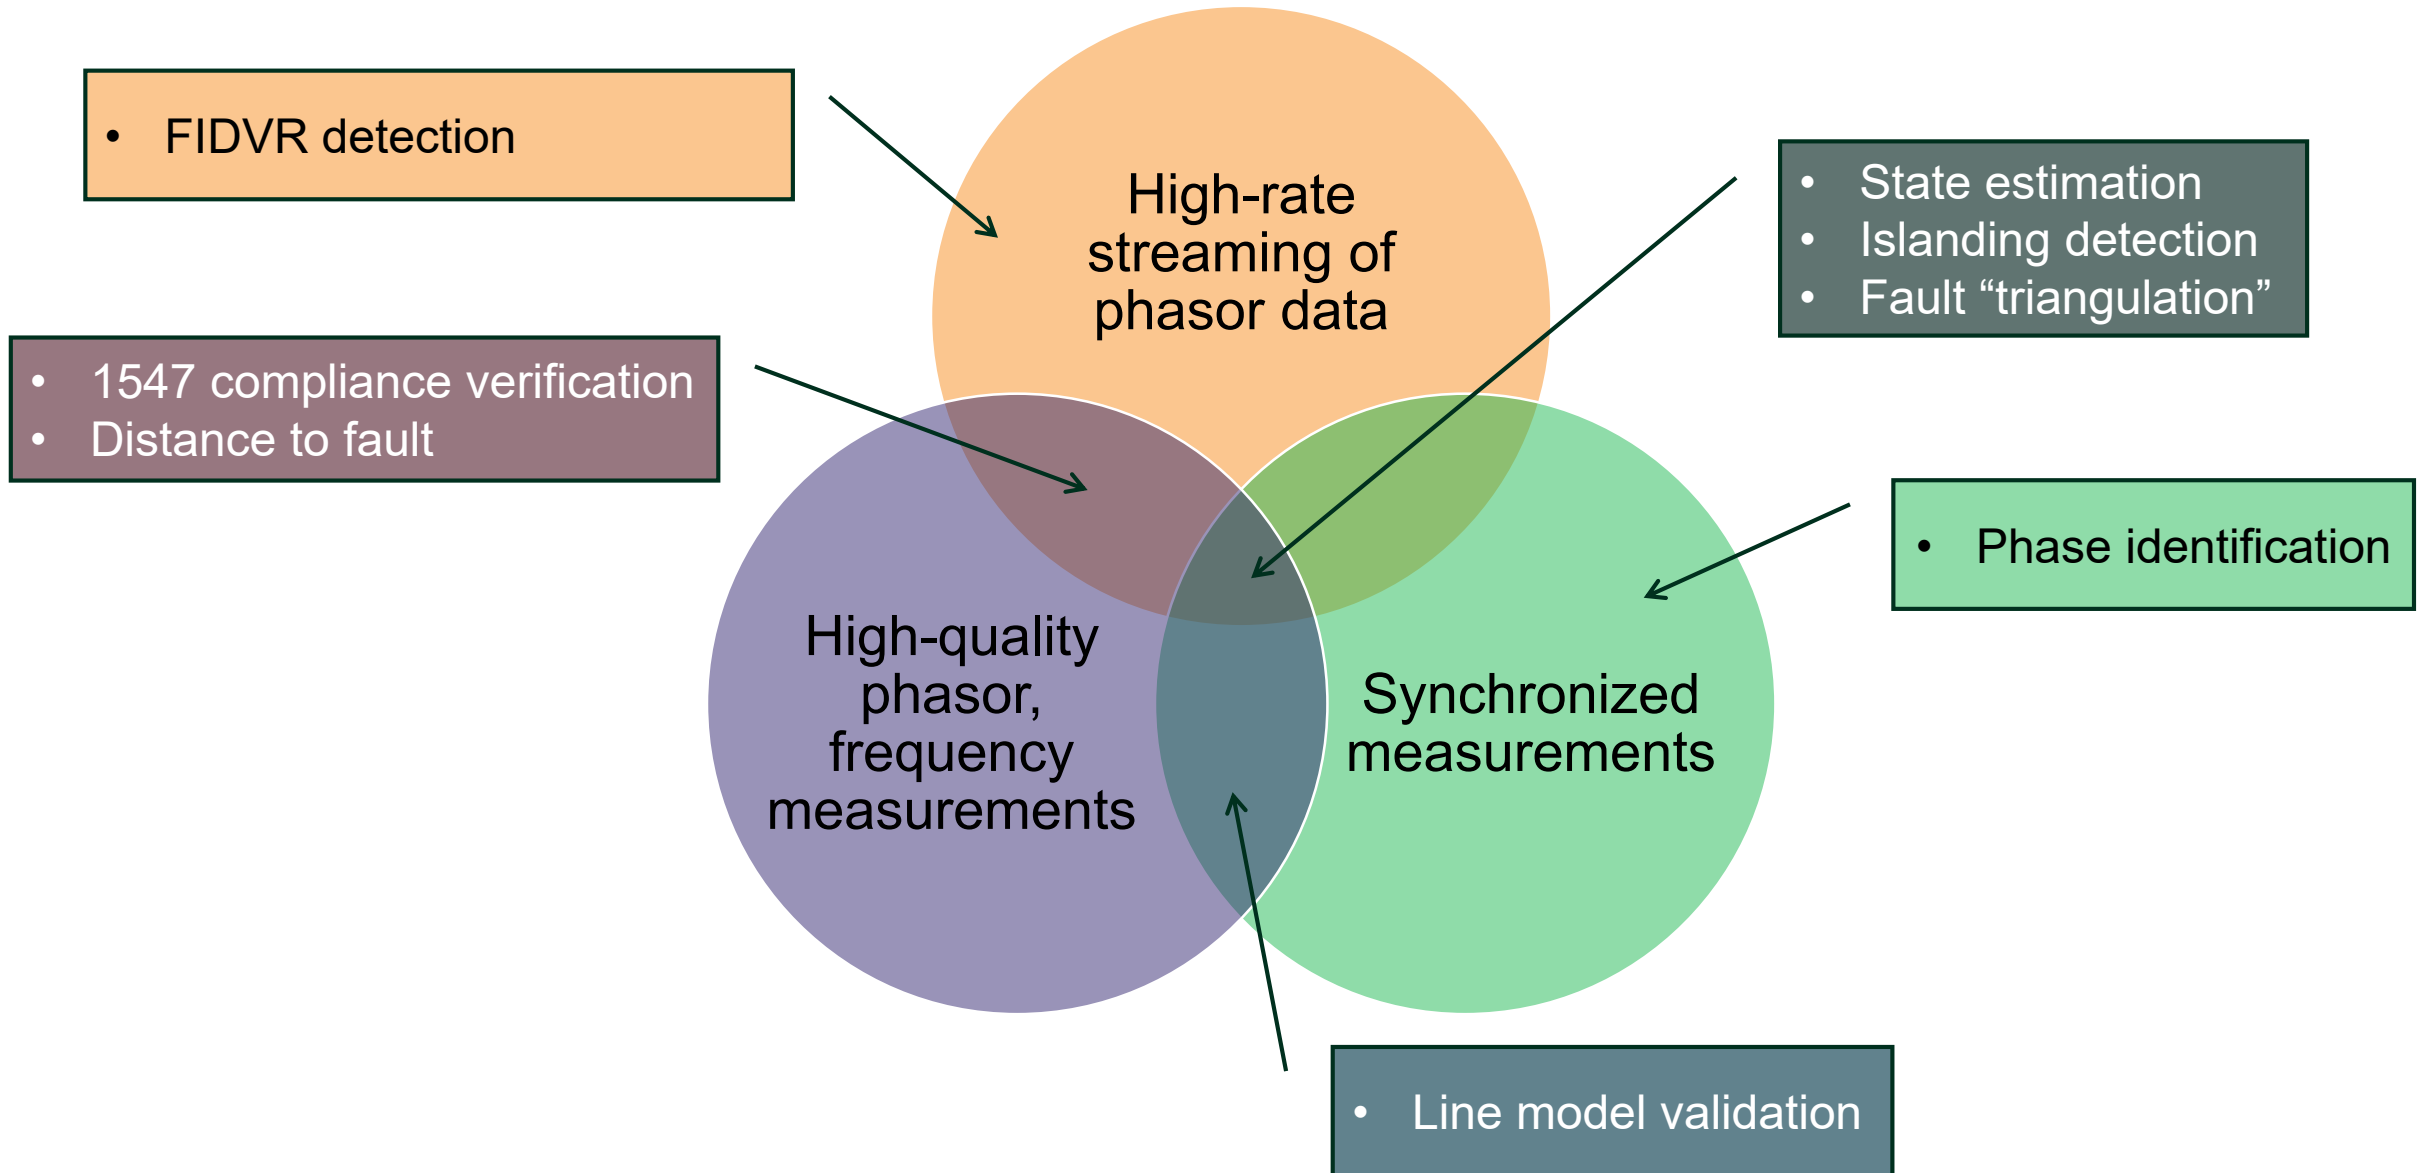 • FIDVR detection
High-rate
streaming of
phasor data
• State estimation
• Islanding detection
• Fault “triangulation”
• 1547 compliance verification
• Distance to fault
• Phase identification
High-quality
phasor,
frequency
measurements
Synchronized
measurements
• Line model validation